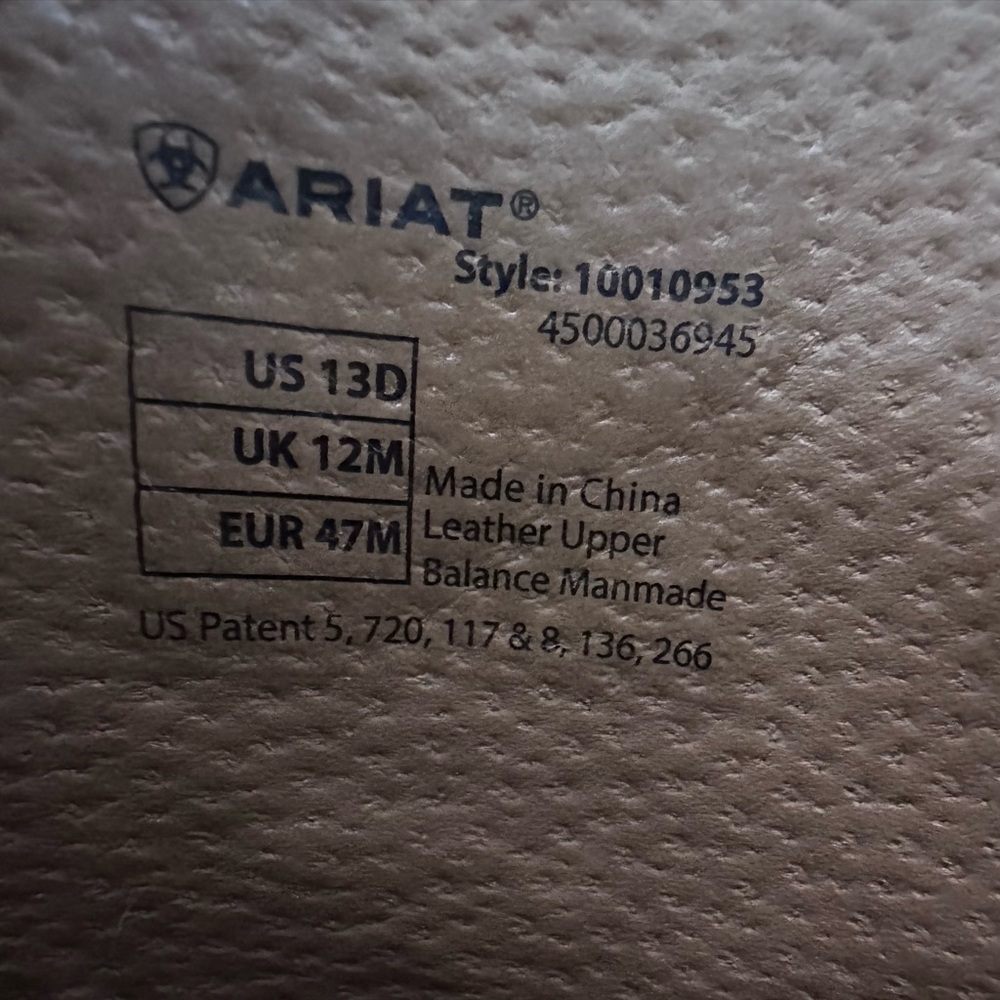 ARIAT®
Style: 10010953
4500036945
US 13D
UK 12M
EUR 47M
Made in China
Leather Upper
Balance Manmade
US Patent 5, 720, 117 & 8, 136, 266